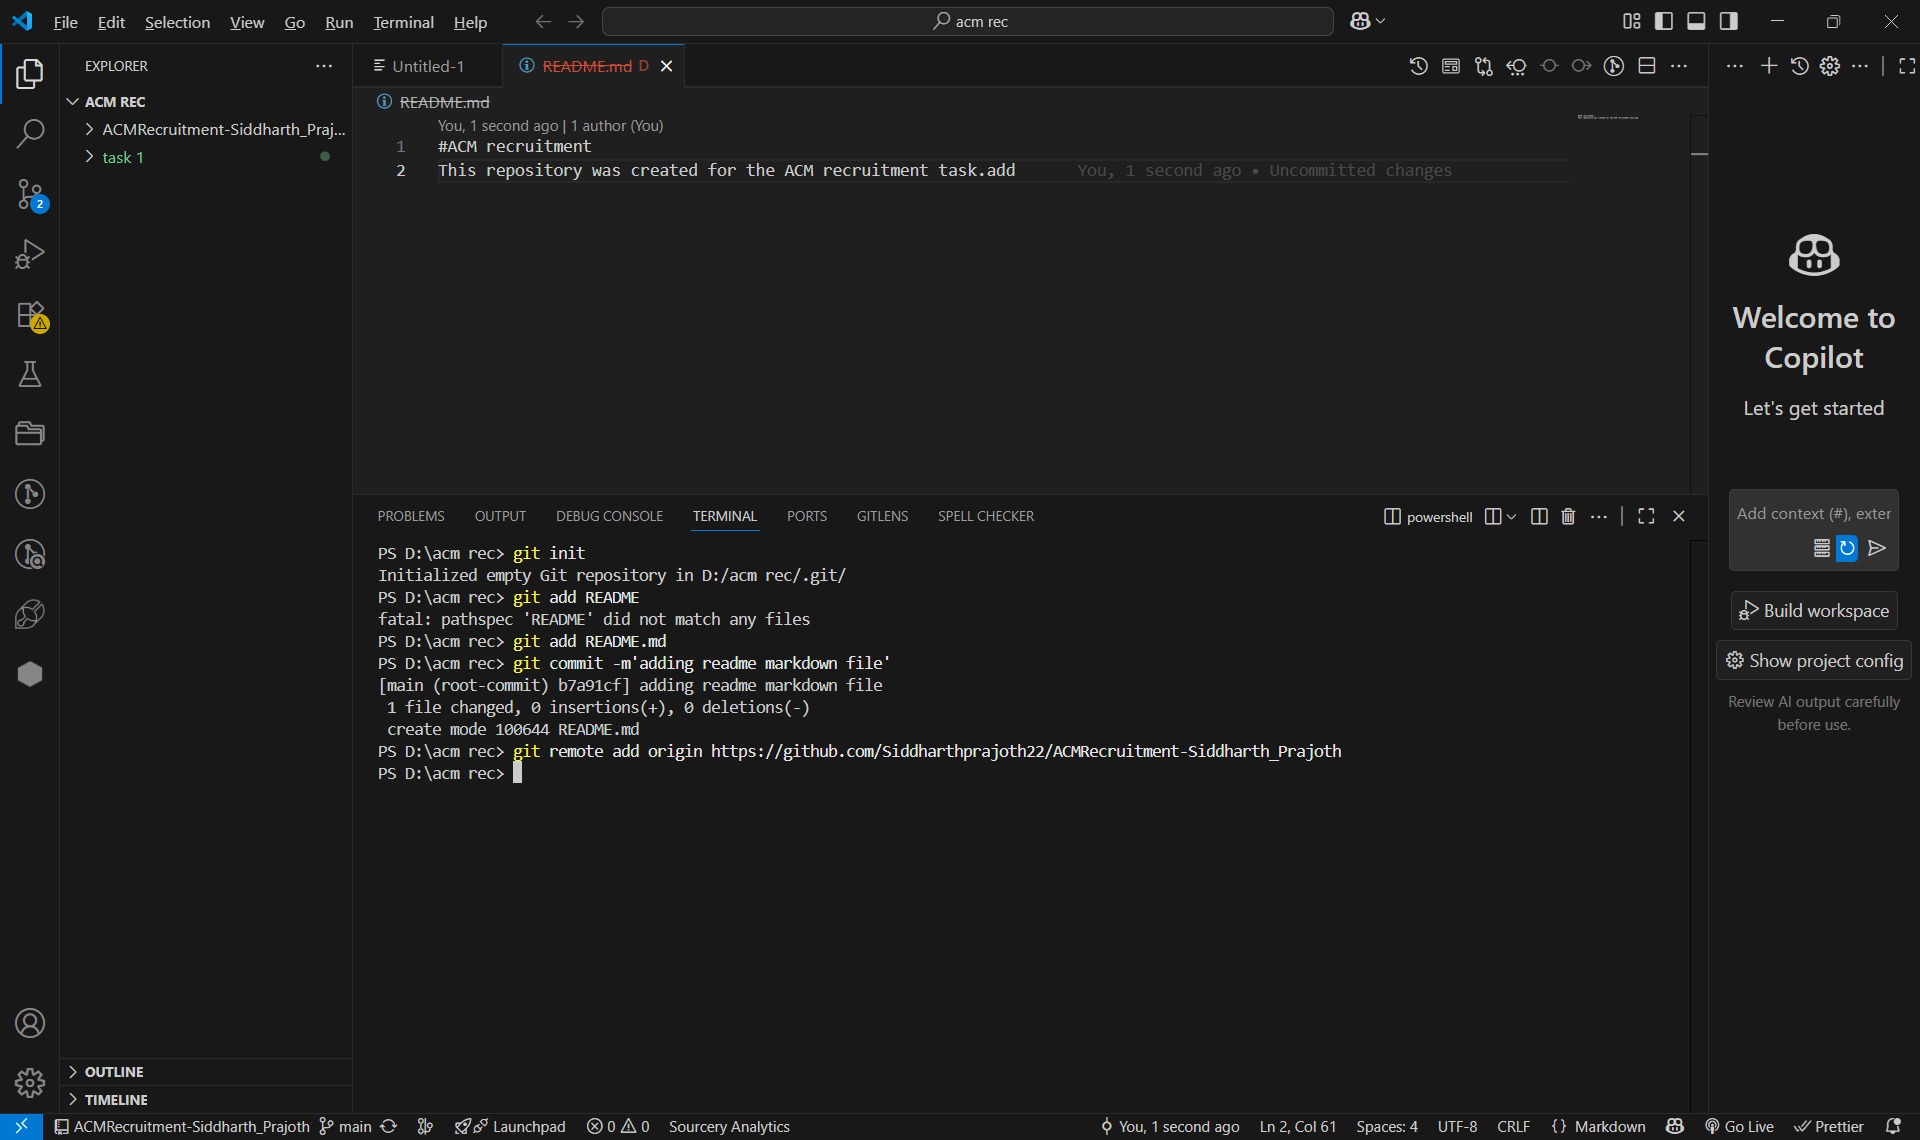 File Edit Selection View Go Run Terminal Help
acm rec
EXPLORER
ACM REC
ACMRecruitment-Siddharth_Praj...
task 1
2
Untitled-1
README.md D
README.md
You, 1 second ago | 1 author (You)
1 #ACM recruitment
2 This repository was created for the ACM recruitment task.add You, 1 second ago • Uncommitted changes
PROBLEMS OUTPUT DEBUG CONSOLE TERMINAL PORTS GITLENS SPELL CHECKER
powershell
PS D:\acm rec> git init
Initialized empty Git repository in D:/acm rec/.git/
PS D:\acm rec> git add README
fatal: pathspec 'README' did not match any files
PS D:\acm rec> git add README.md
PS D:\acm rec> git commit -m'adding readme markdown file'
[main (root-commit) b7a91cf] adding readme markdown file
1 file changed, 0 insertions(+), 0 deletions(-)
create mode 100644 README.md
PS D:\acm rec> git remote add origin https://github.com/Siddharthprajoth22/ACMRecruitment-Siddharth_Prajoth
PS D:\acm rec>
Welcome to
Copilot
Let's get started
Add context (#), exter
Build workspace
Show project config
Review AI output carefully
before use.
OUTLINE
TIMELINE
ACMRecruitment-Siddharth_Prajoth main Launchpad 0 0 Sourcery Analytics You, 1 second ago Ln 2, Col 61 Spaces: 4 UTF-8 CRLF {} Markdown Go Live Prettier